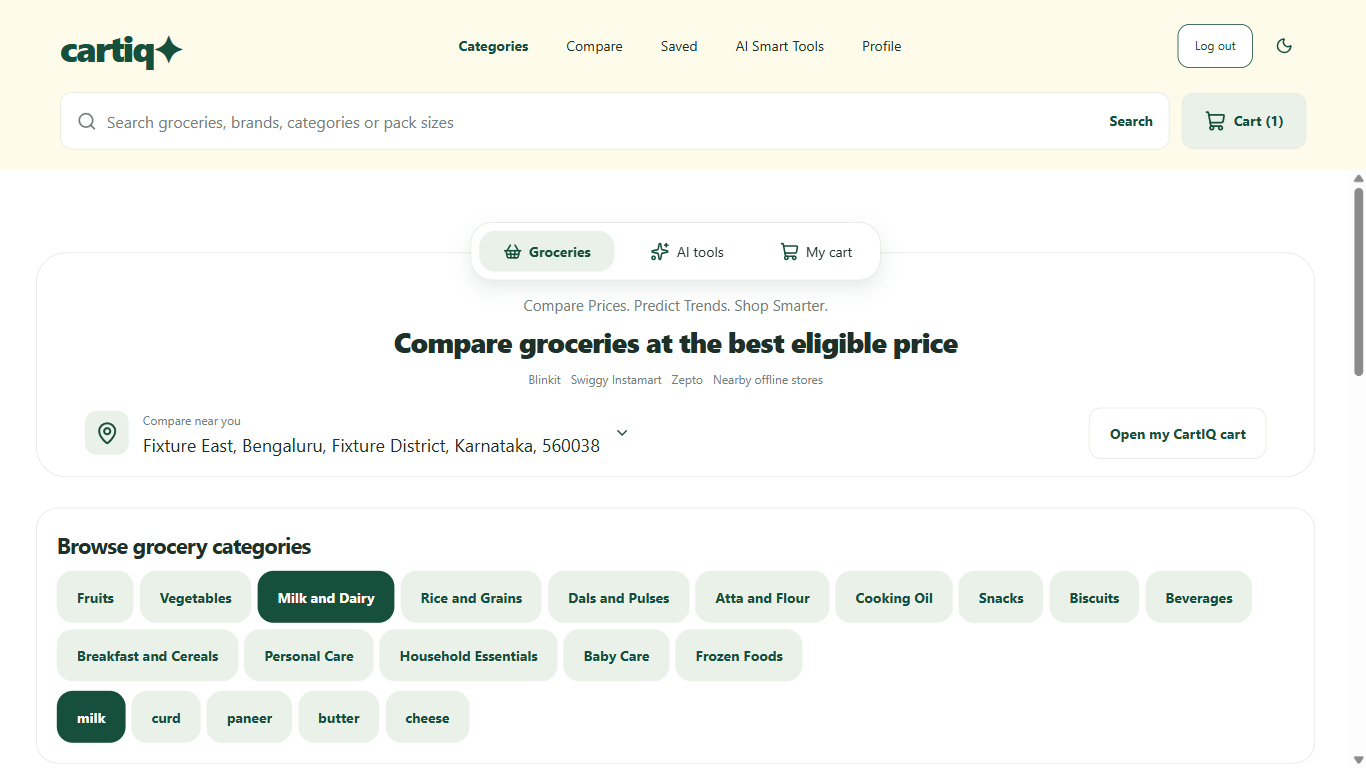 cartiq
Categories Compare Saved AI Smart Tools Profile
Log out
Search groceries, brands, categories or pack sizes
Search
Cart (1)
Groceries AI tools My cart
Compare Prices. Predict Trends. Shop Smarter.
Compare groceries at the best eligible price
Blinkit Swiggy Instamart Zepto Nearby offline stores
Compare near you
Fixture East, Bengaluru, Fixture District, Karnataka, 560038
Open my CartIQ cart
Browse grocery categories
Fruits Vegetables Milk and Dairy Rice and Grains Dals and Pulses Atta and Flour Cooking Oil Snacks Biscuits Beverages
Breakfast and Cereals Personal Care Household Essentials Baby Care Frozen Foods
milk curd paneer butter cheese